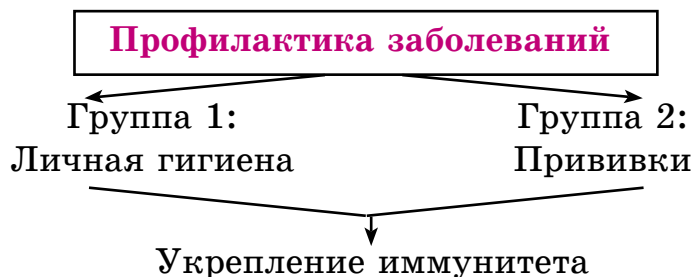 Профилактика заболеваний
Группа 1:
Личная гигиена
Группа 2:
Прививки
Укрепление иммунитета